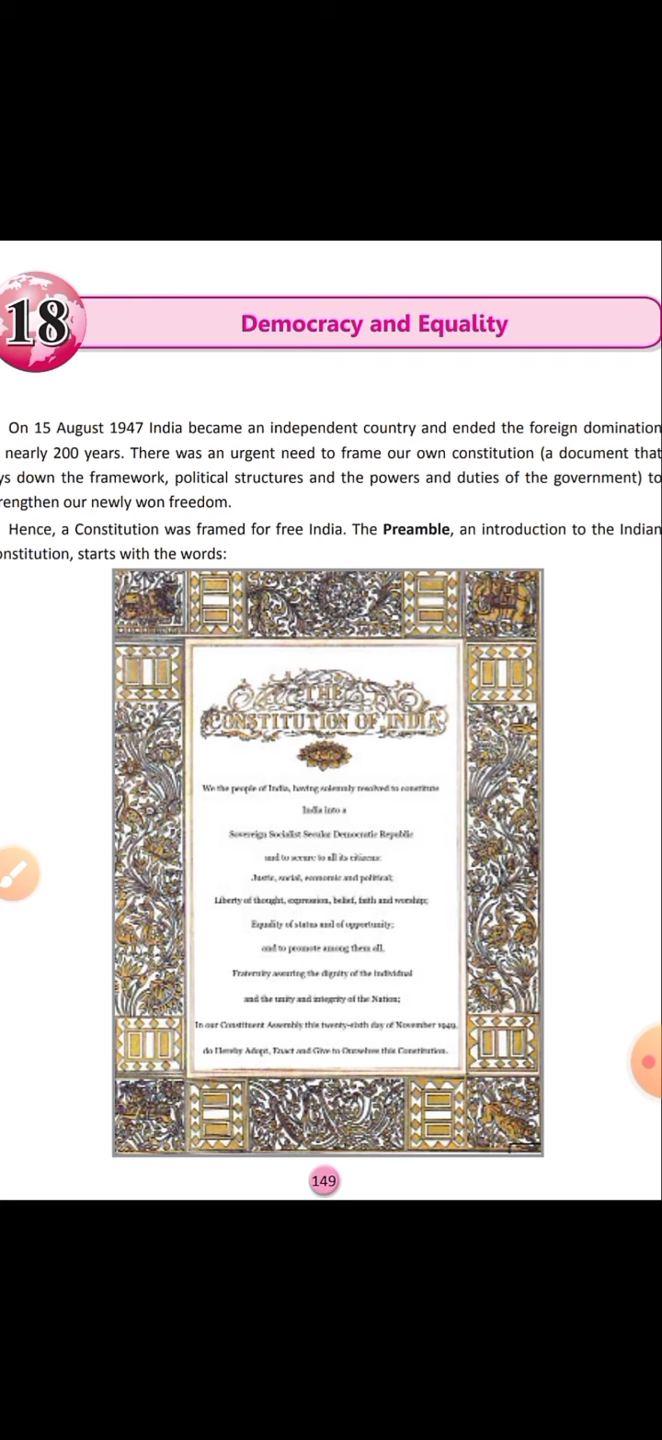 18
Democracy and Equality
On 15 August 1947 India became an independent country and ended the foreign domination
nearly 200 years. There was an urgent need to frame our own constitution (a document that
ys down the framework, political structures and the powers and duties of the government) to
rengthen our newly won freedom.
Hence, a Constitution was framed for free India. The Preamble, an introduction to the Indian
onstitution, starts with the words:
THE
CONSTITUTION OF INDIA
We the people of India, having solemnly resolved to constitute
India into a
Sovereign Socialist Secular Democratic Republic
and to secure to all its citizens:
Justic, social, economic and political;
Liberty of thought, expression, belief, faith and worship;
Equality of status and of opportunity;
and to promote among them all,
Fraternity assuring the dignity of the Individual
and the unity and integrity of the Nation;
In our Constituent Assembly this twenty-sixth day of November 1949,
do Hereby Adopt, Enact and Give to Ourselves this Constitution.
149